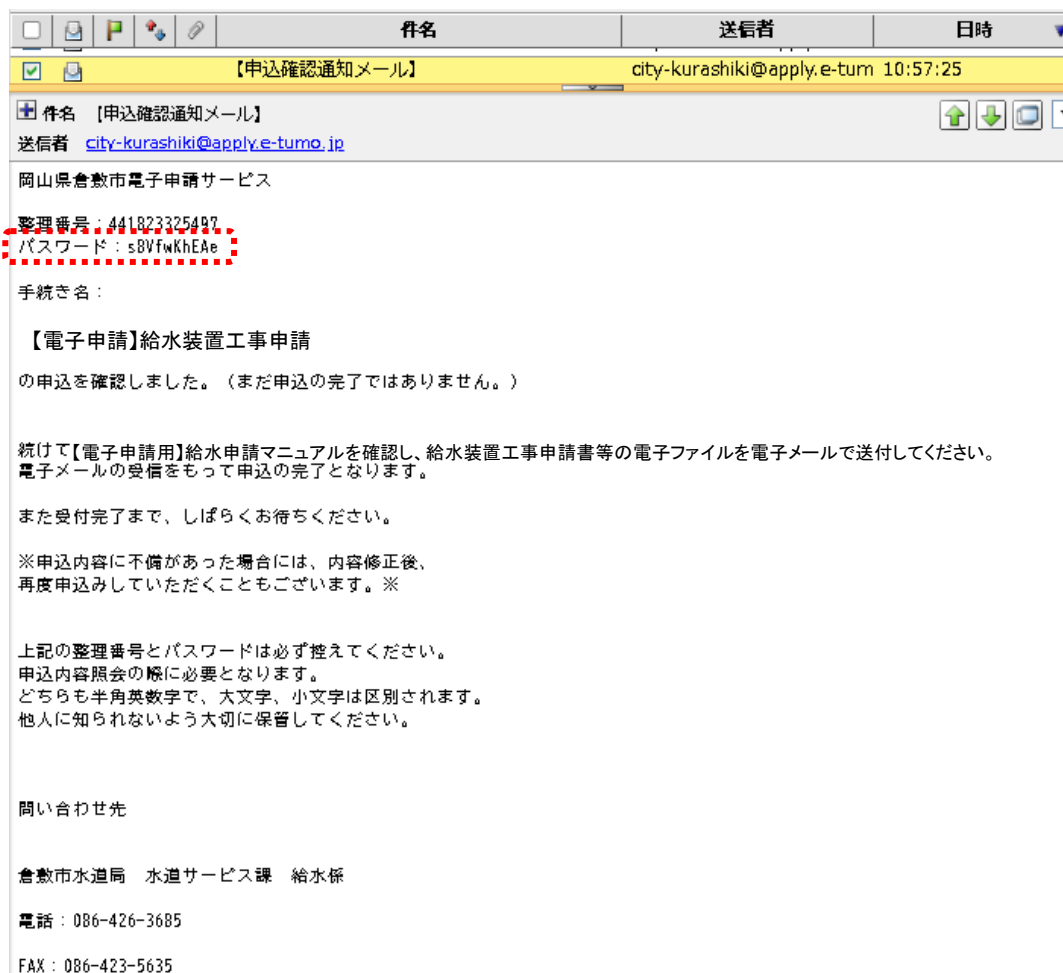 件名 送信者 日時
【申込確認通知メール】 city-kurashiki@apply.e-tum 10:57:25
件名 【申込確認通知メール】
送信者 city-kurashiki@apply.e-tumo.jp
岡山県倉敷市電子申請サービス
整理番号：441823325497
パスワード：sBVfwKhEAe
手続き名：
【電子申請】給水装置工事申請
の申込を確認しました。（まだ申込の完了ではありません。）
続けて【電子申請用】給水申請マニュアルを確認し、給水装置工事申請書等の電子ファイルを電子メールで送付してください。
電子メールの受信をもって申込の完了となります。
また受付完了まで、しばらくお待ちください。
※申込内容に不備があった場合には、内容修正後、
再度申込みしていただくこともございます。※
上記の整理番号とパスワードは必ず控えてください。
申込内容照会の際に必要となります。
どちらも半角英数字で、大文字、小文字は区別されます。
他人に知られないよう大切に保管してください。
問い合わせ先
倉敷市水道局　水道サービス課　給水係
電話：086-426-3685
FAX：086-423-5635